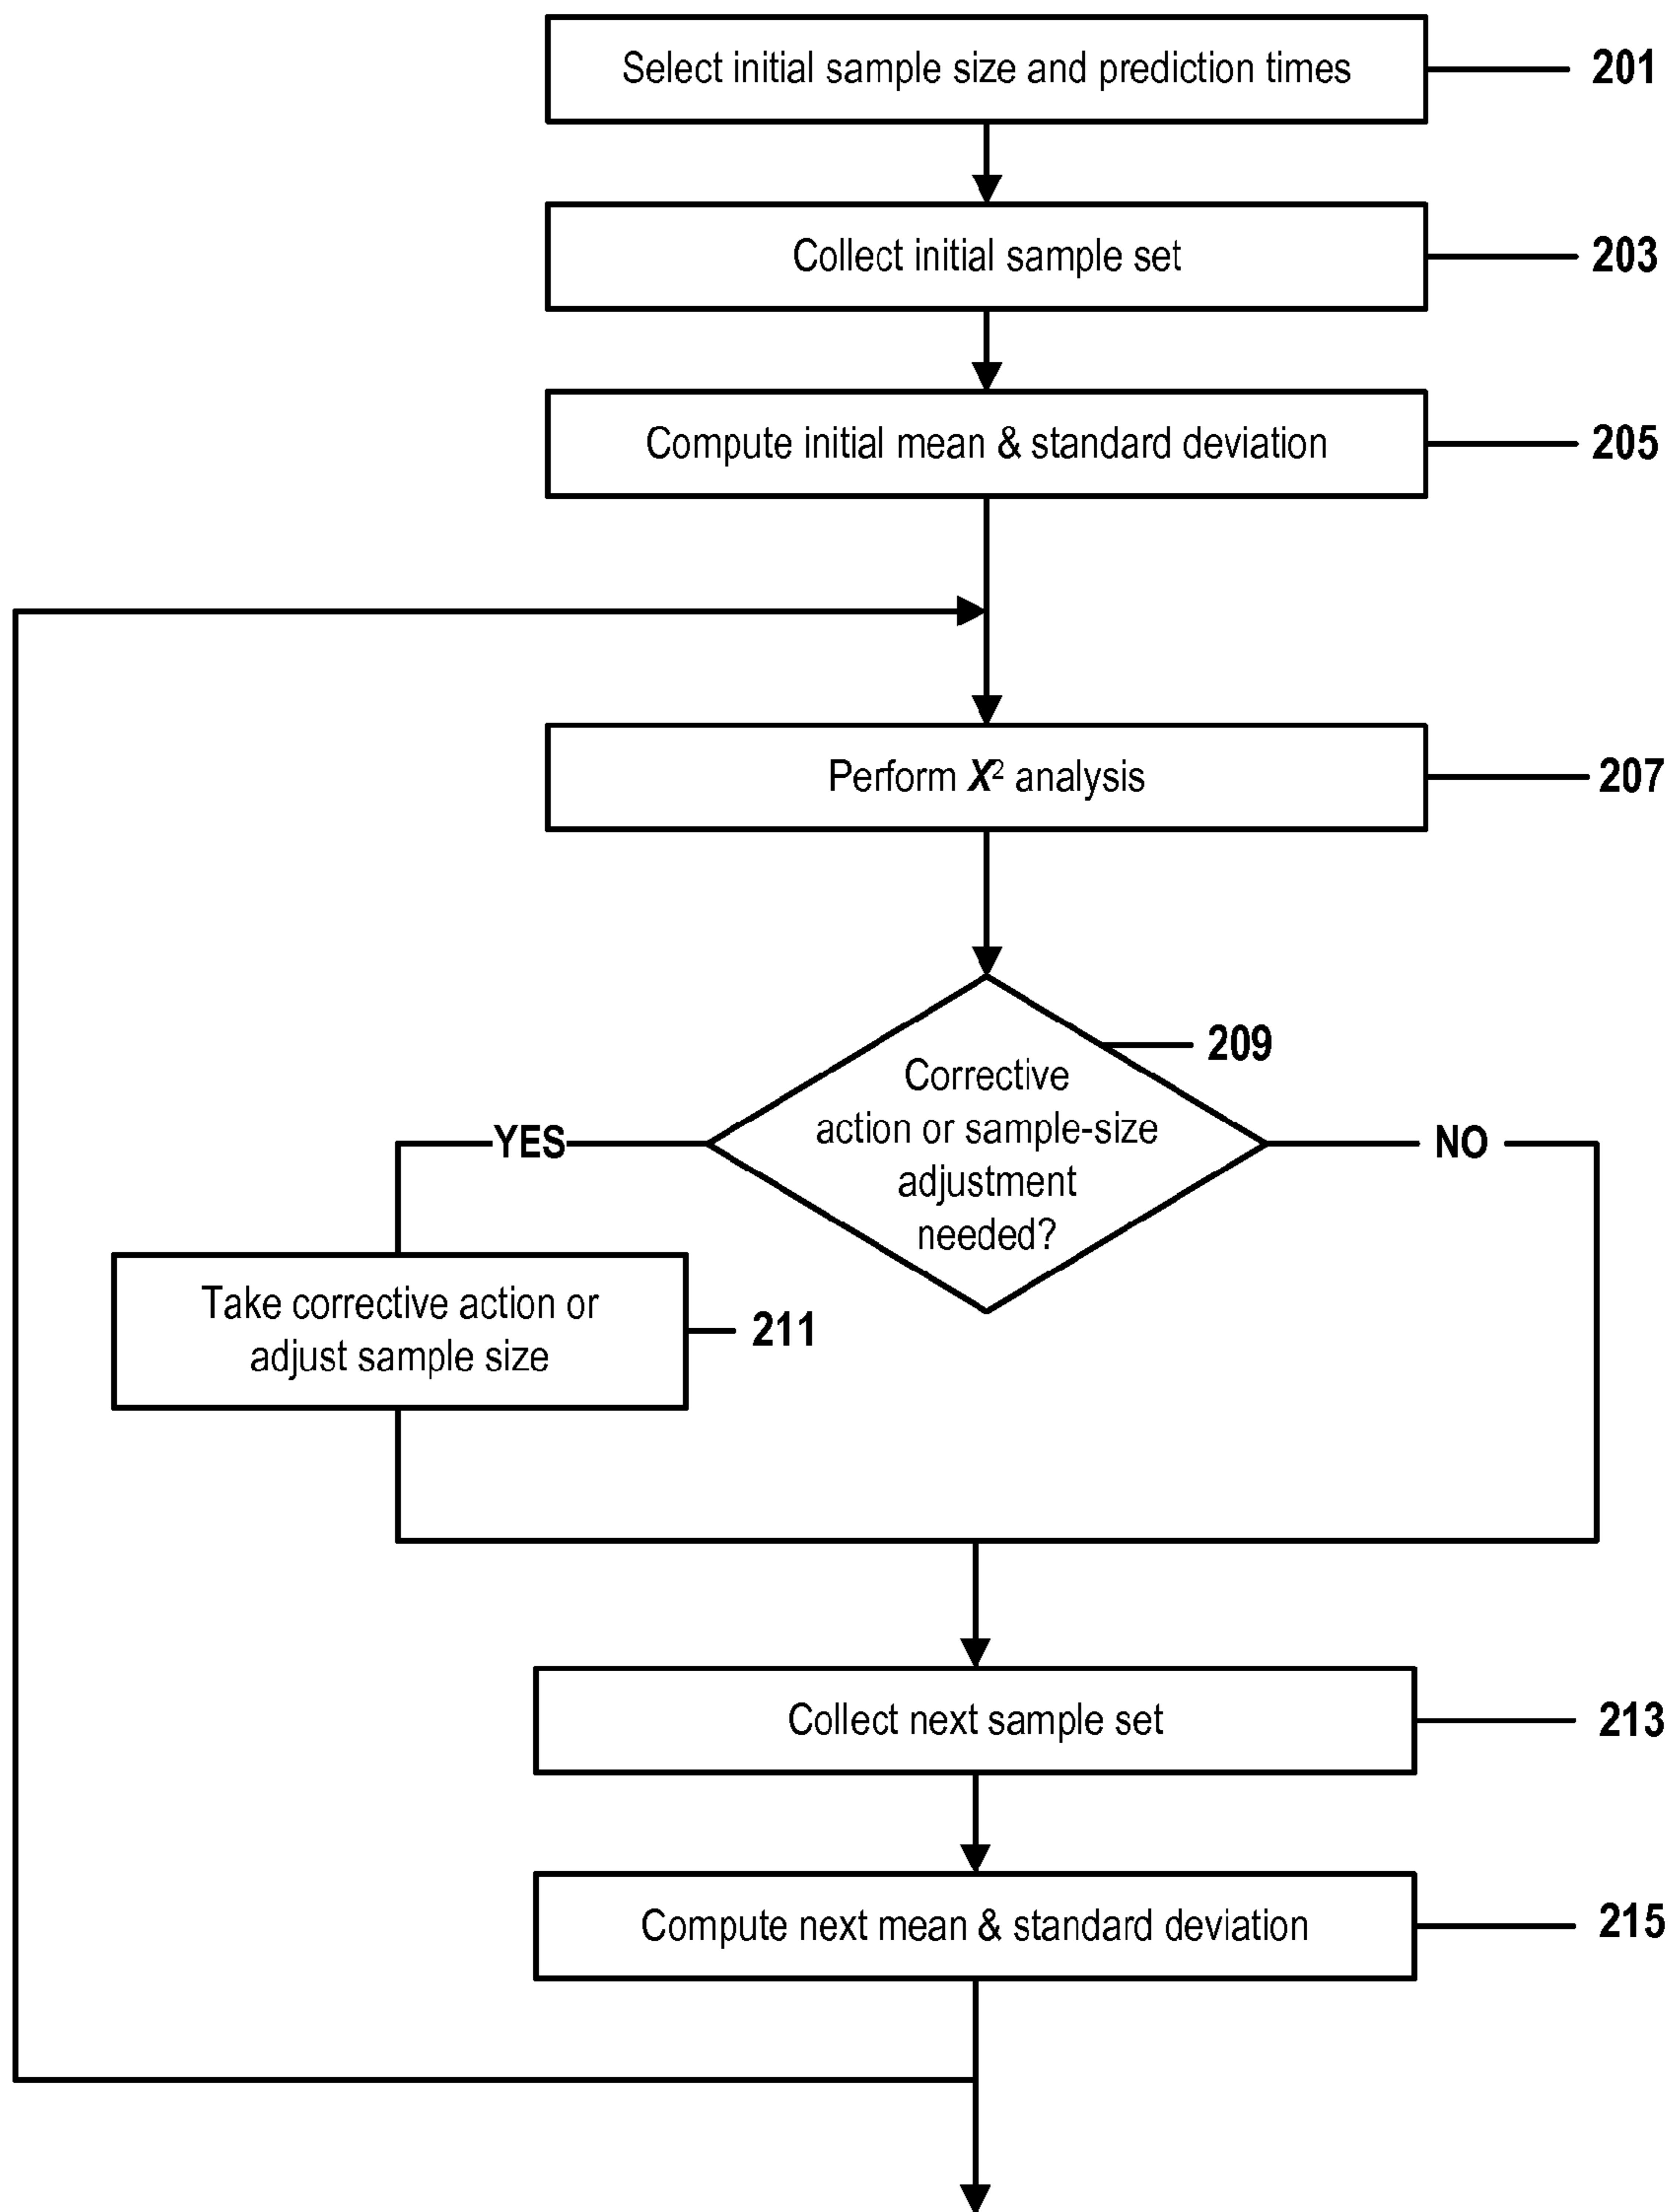 Select initial sample size and prediction times
201
Collect initial sample set
203
Compute initial mean & standard deviation
205
Perform X² analysis
207
209
Corrective
action or sample-size
adjustment
needed?
YES
NO
Take corrective action or
adjust sample size
211
Collect next sample set
213
Compute next mean & standard deviation
215